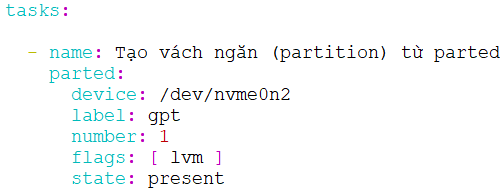 tasks:
- name: Tạo vách ngăn (partition) từ parted
parted:
device: /dev/nvme0n2
label: gpt
number: 1
flags: [ lvm ]
state: present